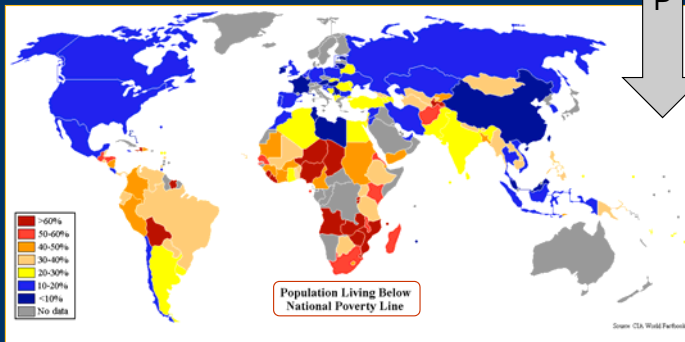 P
>60%
50-60%
40-50%
30-40%
20-30%
10-20%
<10%
No data
Population Living Below
National Poverty Line
Source: CIA World Factbook